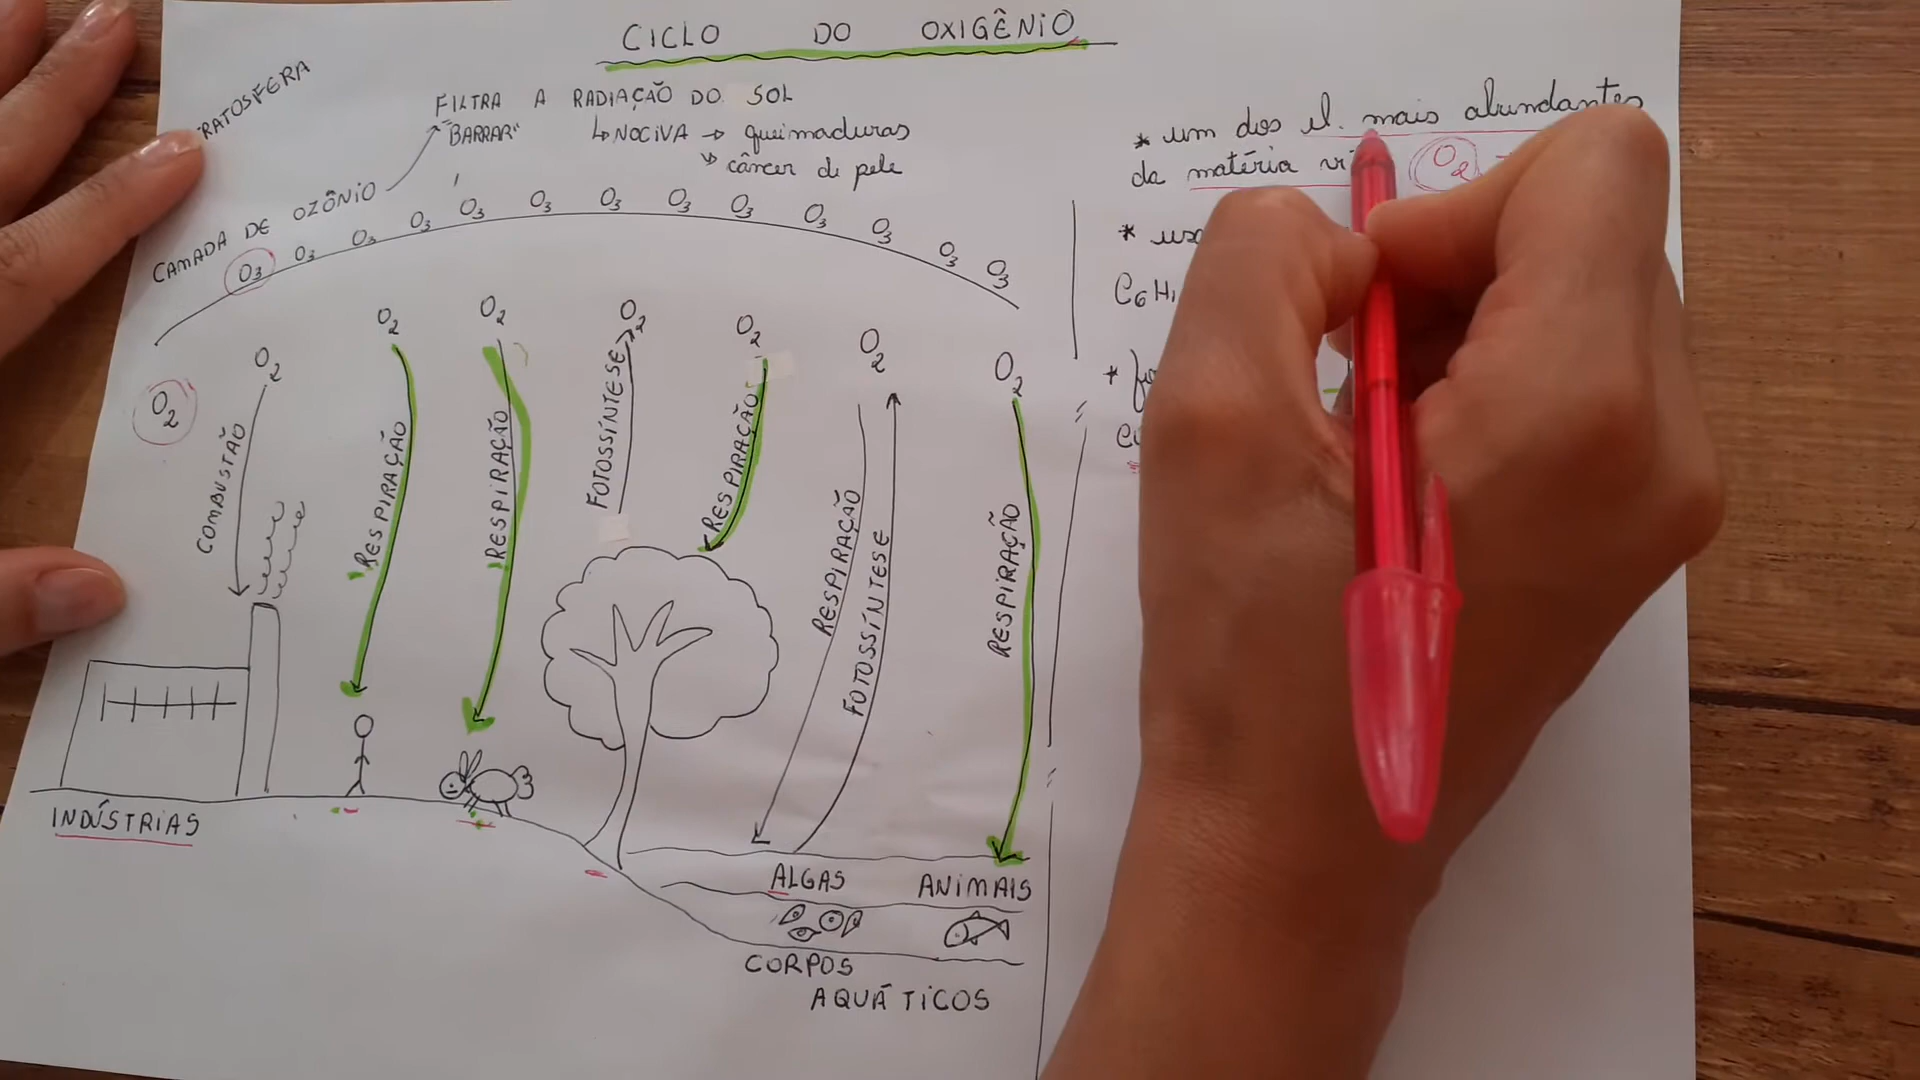 CICLO DO OXIGÊNIO
RATOSFERA
FILTRA A RADIAÇÃO DO SOL
"BARRAR"
↳ NOCIVA → queimaduras
↘ câncer de pele
CAMADA DE OZÔNIO
O3 O3 O3 O3 O3 O3 O3 O3 O3 O3 O3 O3 O3
O2 O2 O2 O2 O2 O2 O2 O2
COMBUSTÃO
RESPIRAÇÃO
RESPIRAÇÃO
FOTOSSÍNTESE
RESPIRAÇÃO
RESPIRAÇÃO
FOTOSSÍNTESE
RESPIRAÇÃO
INDÚSTRIAS
ALGAS
ANIMAIS
CORPOS
AQUÁTICOS
* um dos el. mais abundantes
da matéria O2
*
C6H1
*